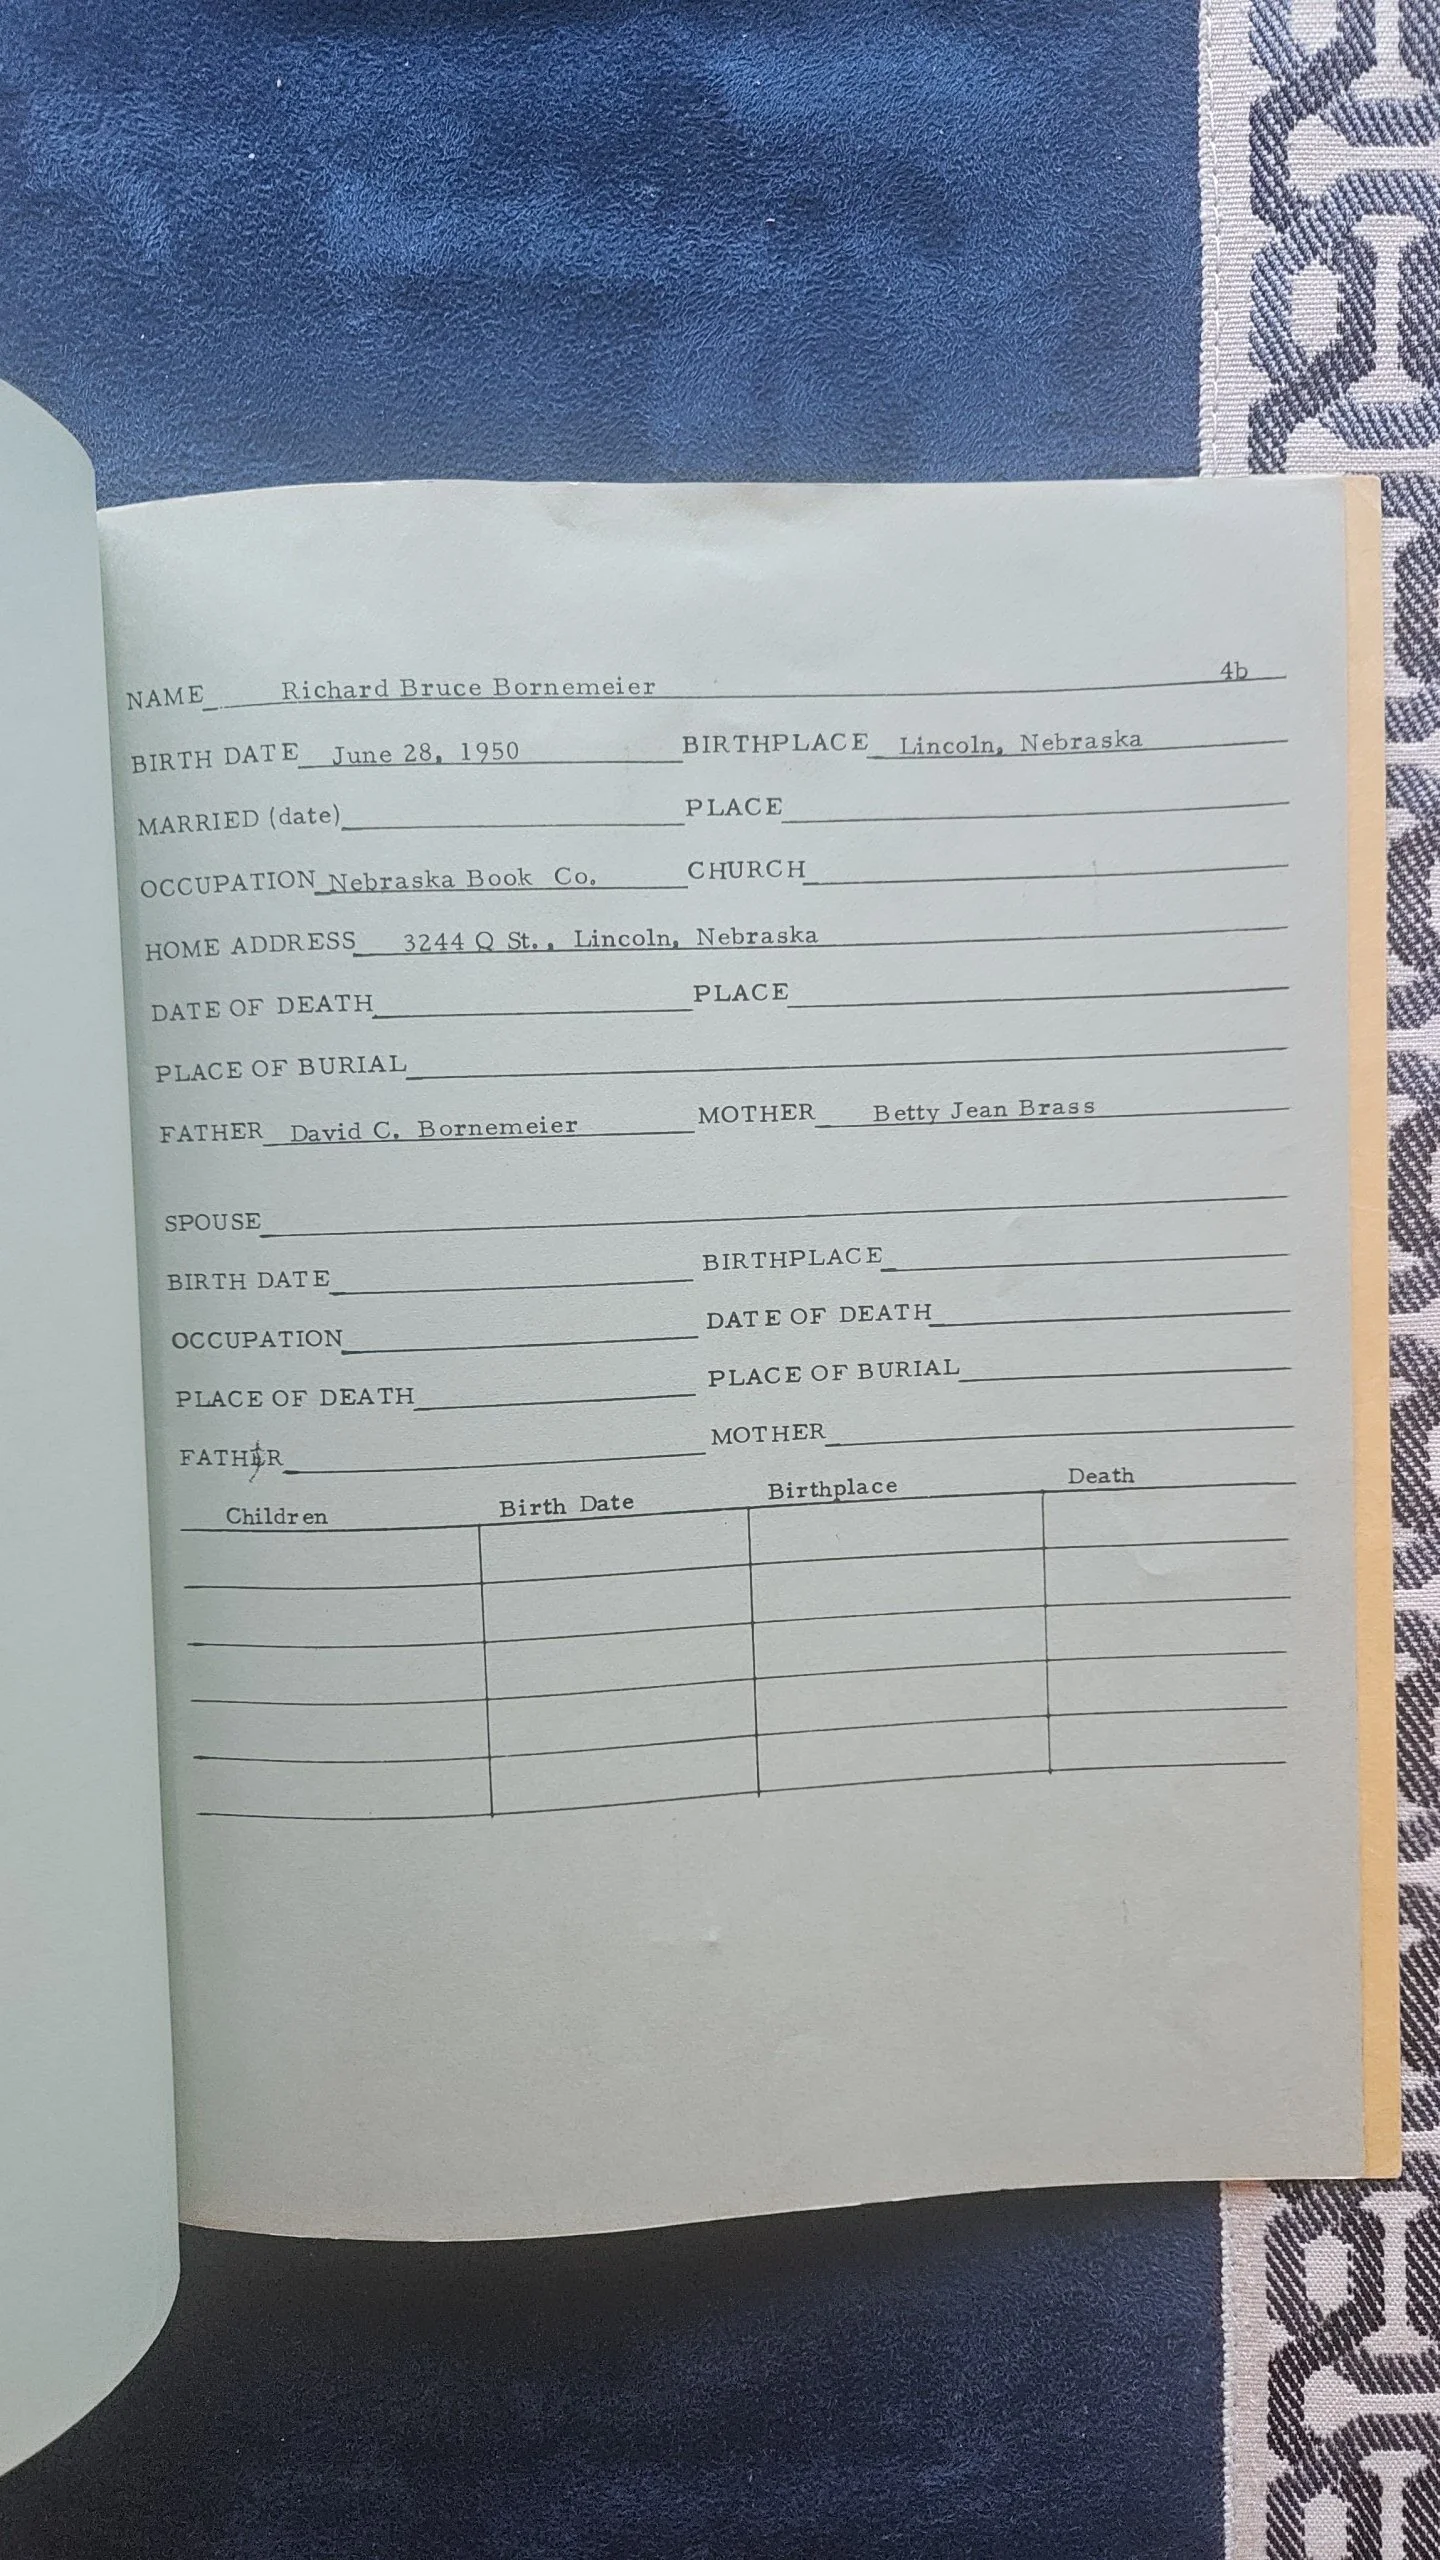 NAME Richard Bruce Bornemeier 4b
BIRTH DATE June 28, 1950 BIRTHPLACE Lincoln, Nebraska
MARRIED (date) PLACE
OCCUPATION Nebraska Book Co. CHURCH
HOME ADDRESS 3244 Q St., Lincoln, Nebraska
DATE OF DEATH PLACE
PLACE OF BURIAL
FATHER David C. Bornemeier MOTHER Betty Jean Brass
SPOUSE
BIRTH DATE BIRTHPLACE
OCCUPATION DATE OF DEATH
PLACE OF DEATH PLACE OF BURIAL
FATHER MOTHER
Children Birth Date Birthplace Death